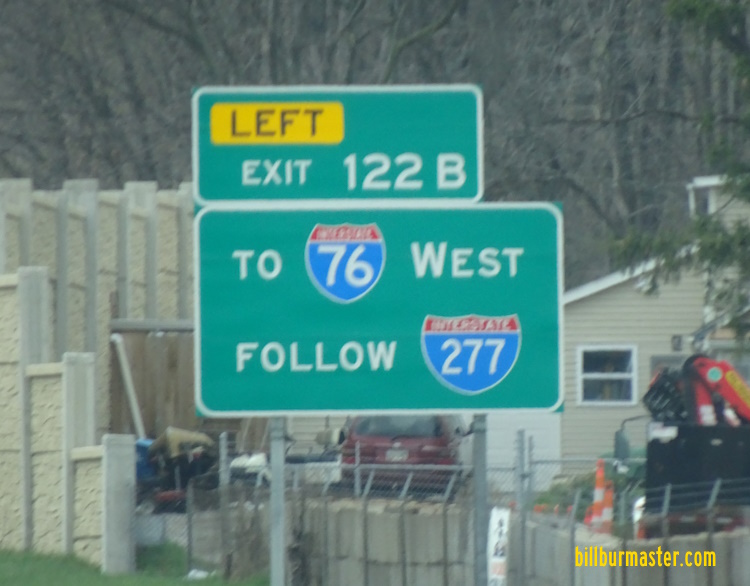 LEFT
EXIT 122 B
INTERSTATE
TO 76 WEST
INTERSTATE
FOLLOW 277
billburmaster.com